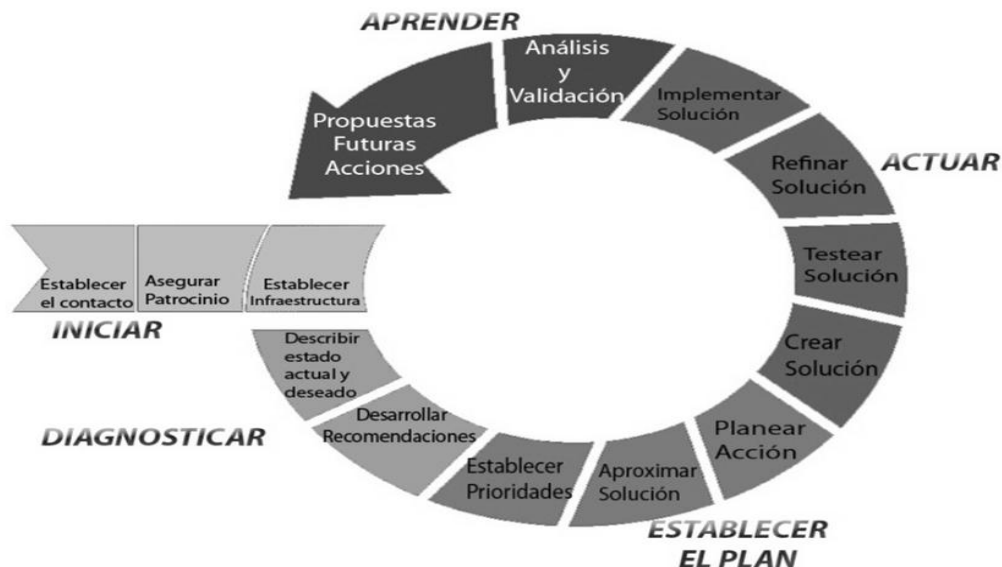 APRENDER
Análisis
y
Validación
Propuestas
Futuras
Acciones
Implementar
Solución
Refinar
Solución
ACTUAR
Testear
Solución
Crear
Solución
Planear
Acción
ESTABLECER
EL PLAN
Aproximar
Solución
Establecer
Prioridades
Desarrollar
Recomendaciones
DIAGNOSTICAR
Describir
estado
actual y
deseado
Establecer
el contacto
Asegurar
Patrocinio
Establecer
Infraestructura
INICIAR